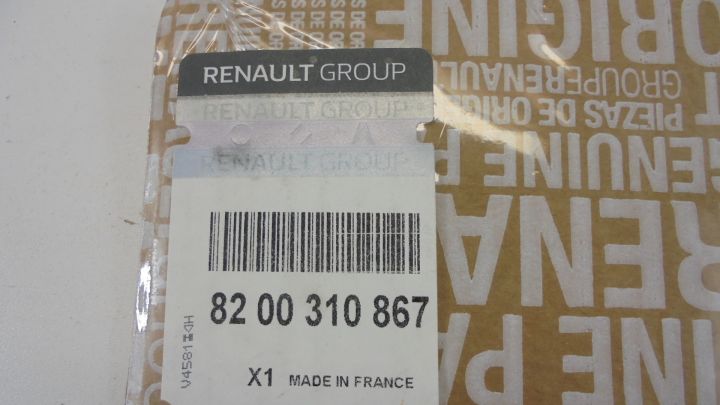 RENAULT GROUP
RENAULT GROUP
RENAULT GROUP
82 00 310 867
X1 MADE IN FRANCE
ORIGINE
GROUPERENAULT
PIEZAS DE ORIG
GENUINE P
RENA
INE PA